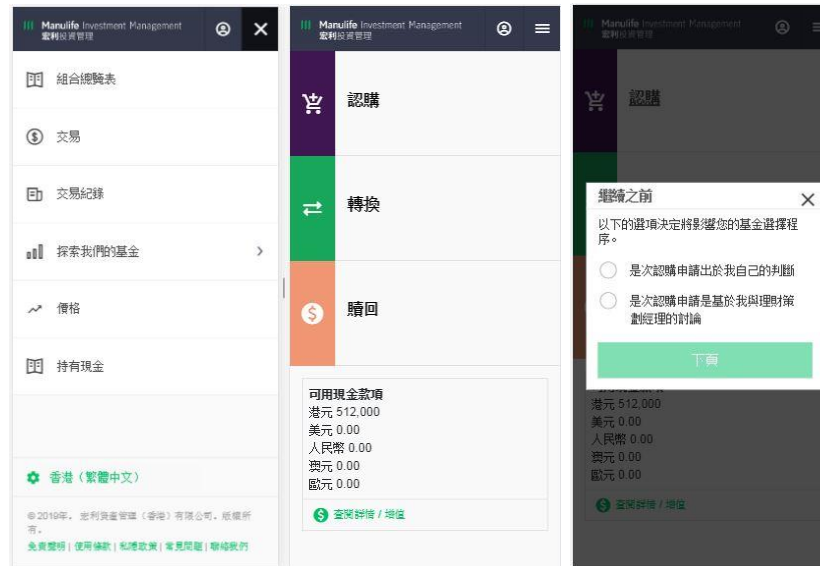 Manulife Investment Management
宏利投資管理
組合總覽表
交易
交易紀錄
探索我們的基金
價格
持有現金
香港（繁體中文）
©2019年。 宏利資產管理（香港）有限公司。版權所
有。
免責聲明 | 使用條款 | 私隱政策 | 常見問題 | 聯絡我們
Manulife Investment Management
宏利投資管理
認購
轉換
贖回
可用現金款項
港元 512,000
美元 0.00
人民幣 0.00
澳元 0.00
歐元 0.00
查閱詳情 / 增值
Manulife Investment Management
宏利投資管理
認購
繼續之前
以下的選項決定將影響您的基金選擇程
序。
是次認購申請出於我自己的判斷
是次認購申請是基於我與理財策
劃經理的討論
下頁
港元 512,000
美元 0.00
人民幣 0.00
澳元 0.00
歐元 0.00
查閱詳情 / 增值